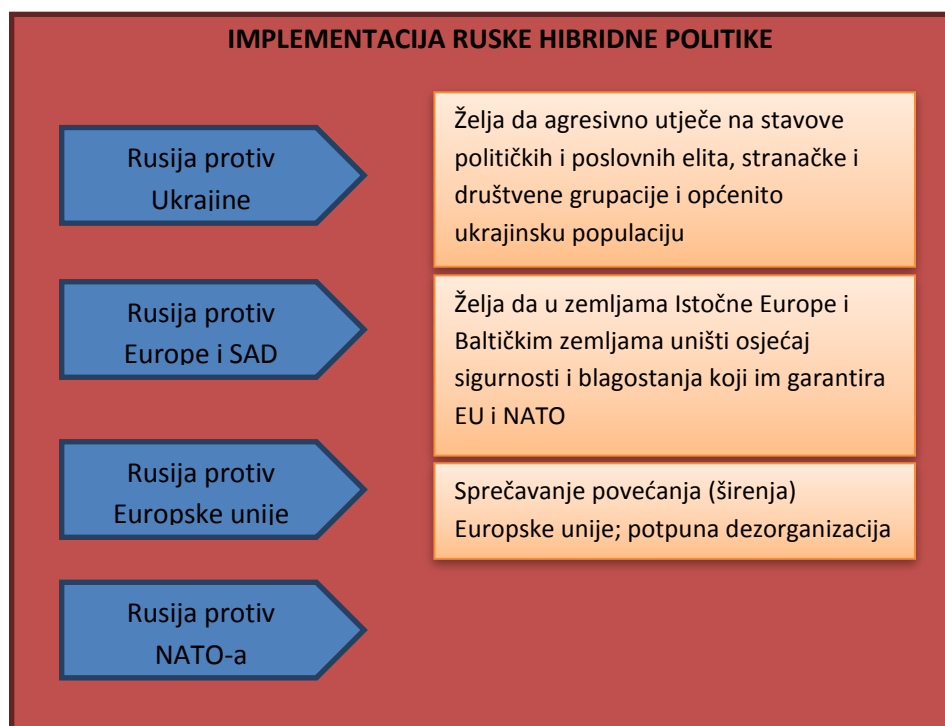 IMPLEMENTACIJA RUSKE HIBRIDNE POLITIKE
Rusija protiv
Ukrajine
Želja da agresivno utječe na stavove
političkih i poslovnih elita, stranačke i
društvene grupacije i općenito
ukrajinsku populaciju
Rusija protiv
Europe i SAD
Želja da u zemljama Istočne Europe i
Baltičkim zemljama uništi osjećaj
sigurnosti i blagostanja koji im garantira
EU i NATO
Rusija protiv
Europske unije
Sprečavanje povećanja (širenja)
Europske unije; potpuna dezorganizacija
Rusija protiv
NATO-a